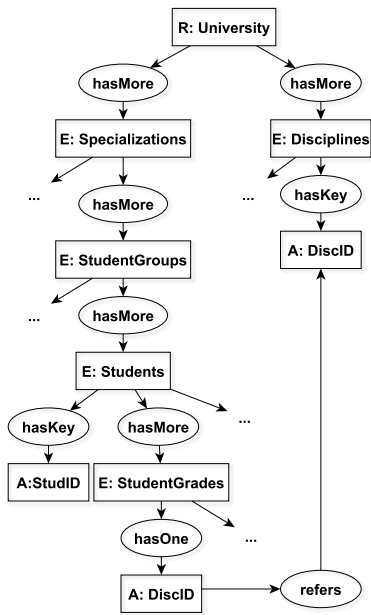 R: University
hasMore
hasMore
E: Specializations
E: Disciplines
...
hasMore
...
hasKey
E: StudentGroups
A: DiscID
...
hasMore
E: Students
...
hasKey
hasMore
A:StudID
E: StudentGrades
hasOne
...
A: DiscID
refers